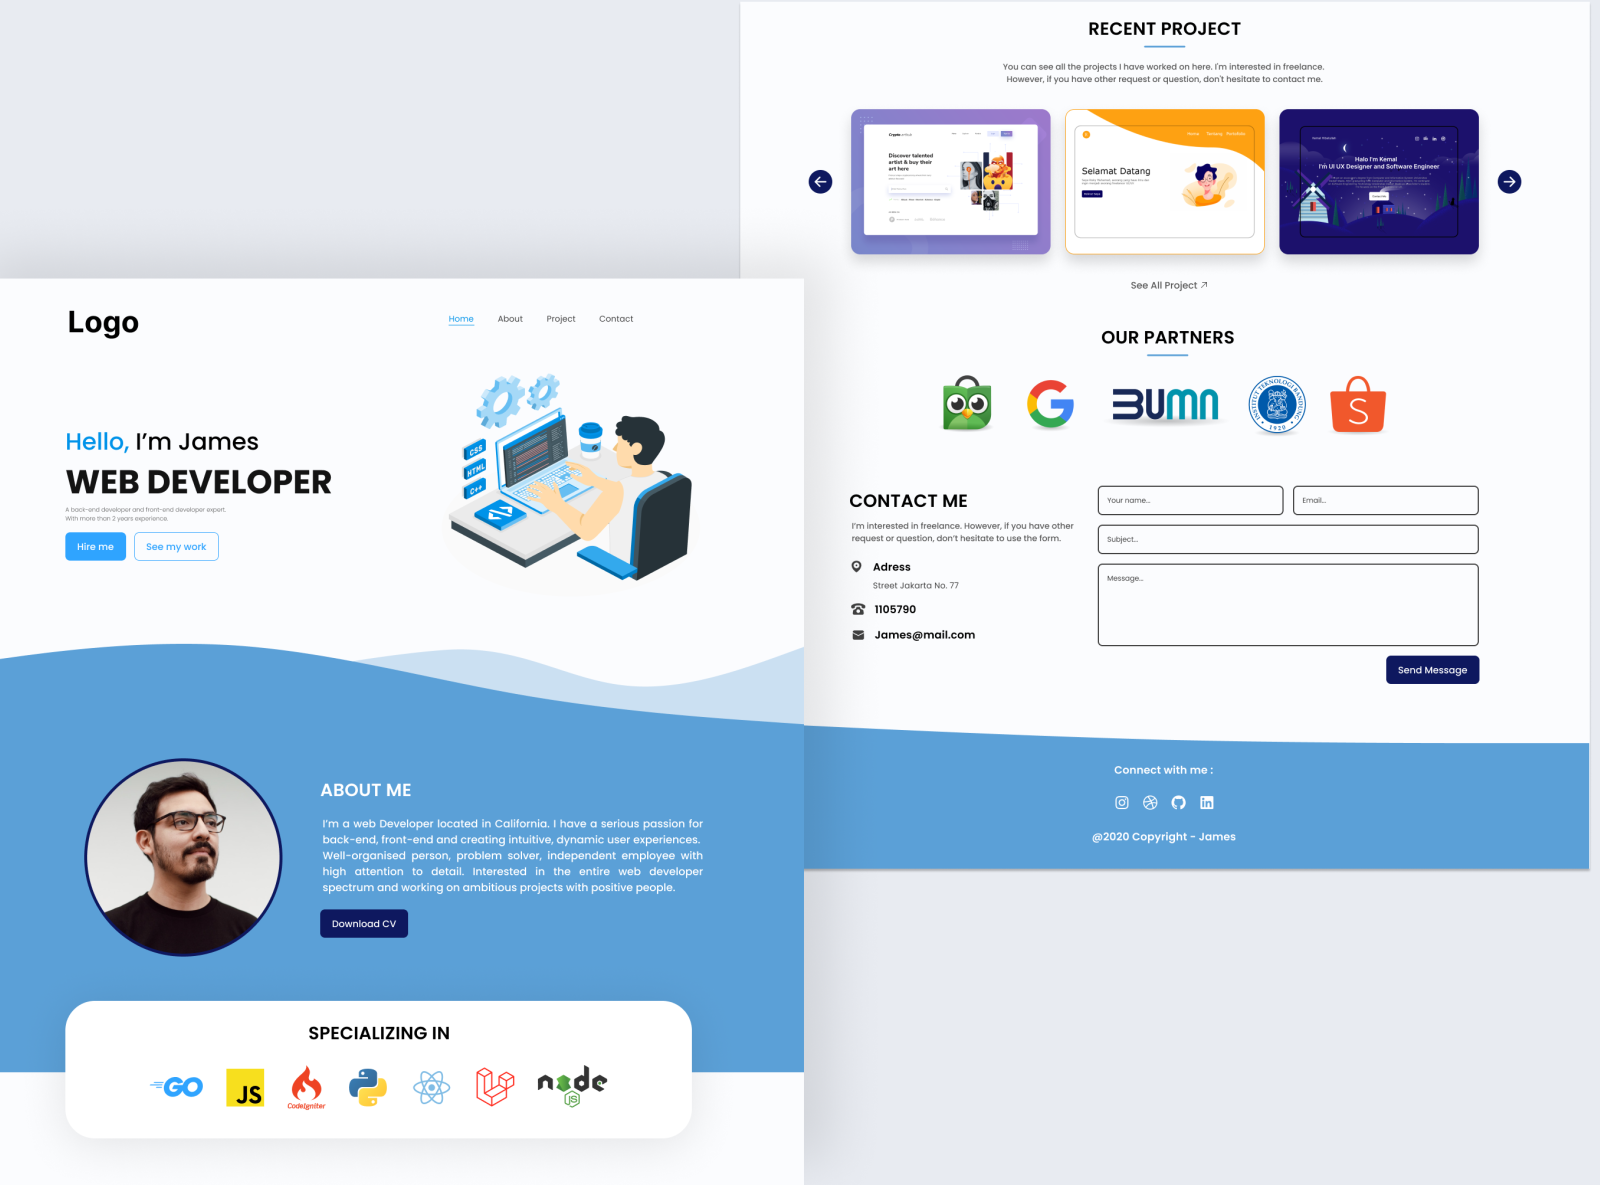 Logo
Home About Project Contact
Hello, I'm James
WEB DEVELOPER
A back-end developer and front-end developer expert.
With more than 2 years experience.
Hire me
See my work
CSS
HTML
C++
ABOUT ME
I'm a web Developer located in California. I have a serious passion for
back-end, front-end and creating intuitive, dynamic user experiences.
Well-organised person, problem solver, independent employee with
high attention to detail. Interested in the entire web developer
spectrum and working on ambitious projects with positive people.
Download CV
SPECIALIZING IN
GO
JS
CodeIgniter
node
JS
RECENT PROJECT
You can see all the projects I have worked on here. I'm interested in freelance.
However, if you have other request or question, don't hesitate to contact me.
Discover talented
artist & buy their
art here
Home Tentang Portofolio
Selamat Datang
Halo I'm Kemal
I'm UI UX Designer and Software Engineer
See All Project
OUR PARTNERS
BUMN
INSTITUT TEKNOLOGI BANDUNG
1920
S
CONTACT ME
I'm interested in freelance. However, if you have other
request or question, don't hesitate to use the form.
Adress
Street Jakarta No. 77
1105790
James@mail.com
Your name...
Email...
Subject...
Message...
Send Message
Connect with me :
@2020 Copyright - James